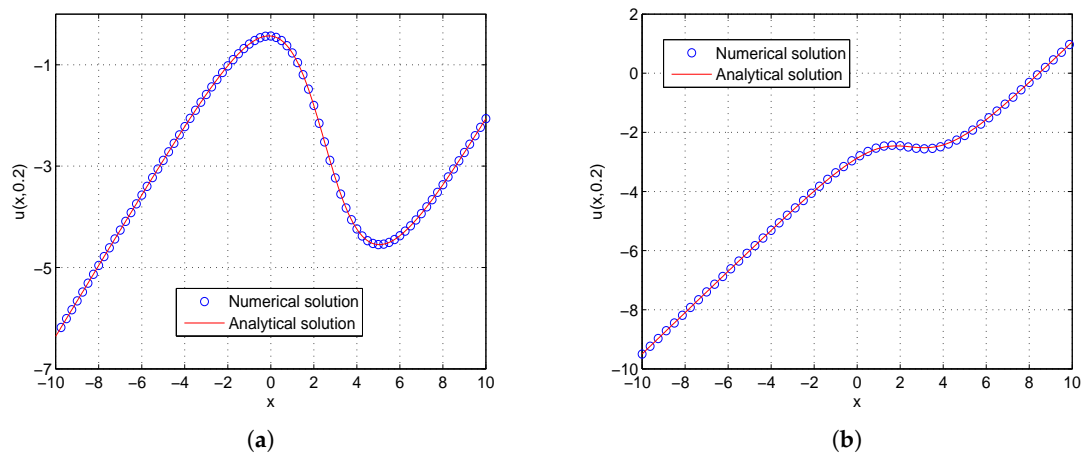 −1
−3
−5
−7
−10 −8 −6 −4 −2 0 2 4 6 8 10
x
u(x,0.2)
Numerical solution
Analytical solution
(a)
2
0
−2
−4
−6
−8
−10
−10 −8 −6 −4 −2 0 2 4 6 8 10
x
u(x,0.2)
Numerical solution
Analytical solution
(b)